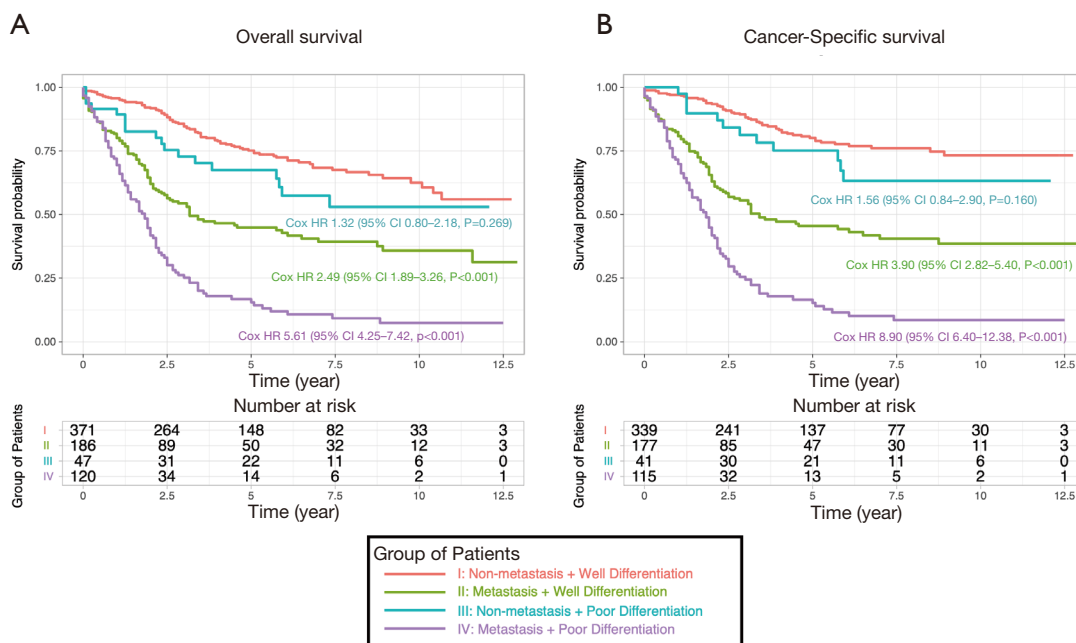 A
B
Overall survival
Cancer-Specific survival
Survival probability
1.00
0.75
0.50
0.25
0.00
Cox HR 1.32 (95% CI 0.80–2.18, P=0.269)
Cox HR 2.49 (95% CI 1.89–3.26, P<0.001)
Cox HR 5.61 (95% CI 4.25–7.42, p<0.001)
0 2.5 5 7.5 10 12.5
Time (year)
Survival probability
1.00
0.75
0.50
0.25
0.00
Cox HR 1.56 (95% CI 0.84–2.90, P=0.160)
Cox HR 3.90 (95% CI 2.82–5.40, P<0.001)
Cox HR 8.90 (95% CI 6.40–12.38, P<0.001)
0 2.5 5 7.5 10 12.5
Time (year)
Number at risk
Group of Patients
I 371 264 148 82 33 3
II 186 89 50 32 12 3
III 47 31 22 11 6 0
IV 120 34 14 6 2 1
0 2.5 5 7.5 10 12.5
Time (year)
Number at risk
Group of Patients
I 339 241 137 77 30 3
II 177 85 47 30 11 3
III 41 30 21 11 6 0
IV 115 32 13 5 2 1
0 2.5 5 7.5 10 12.5
Time (year)
Group of Patients
I: Non-metastasis + Well Differentiation
II: Metastasis + Well Differentiation
III: Non-metastasis + Poor Differentiation
IV: Metastasis + Poor Differentiation